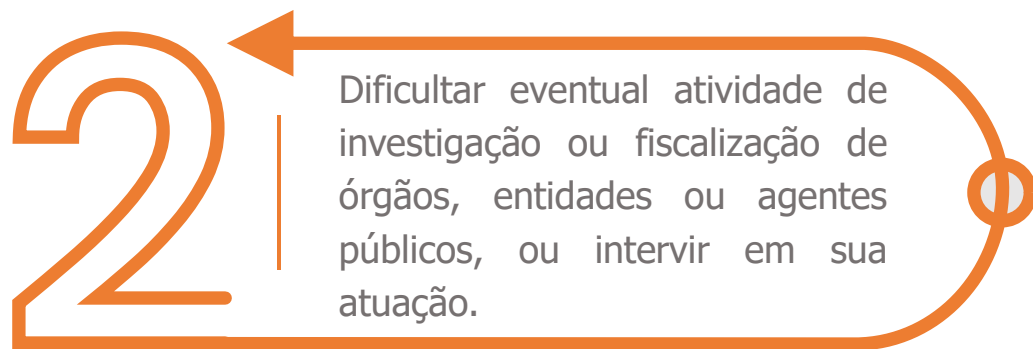 2
Dificultar eventual atividade de
investigação ou fiscalização de
órgãos, entidades ou agentes
públicos, ou intervir em sua
atuação.